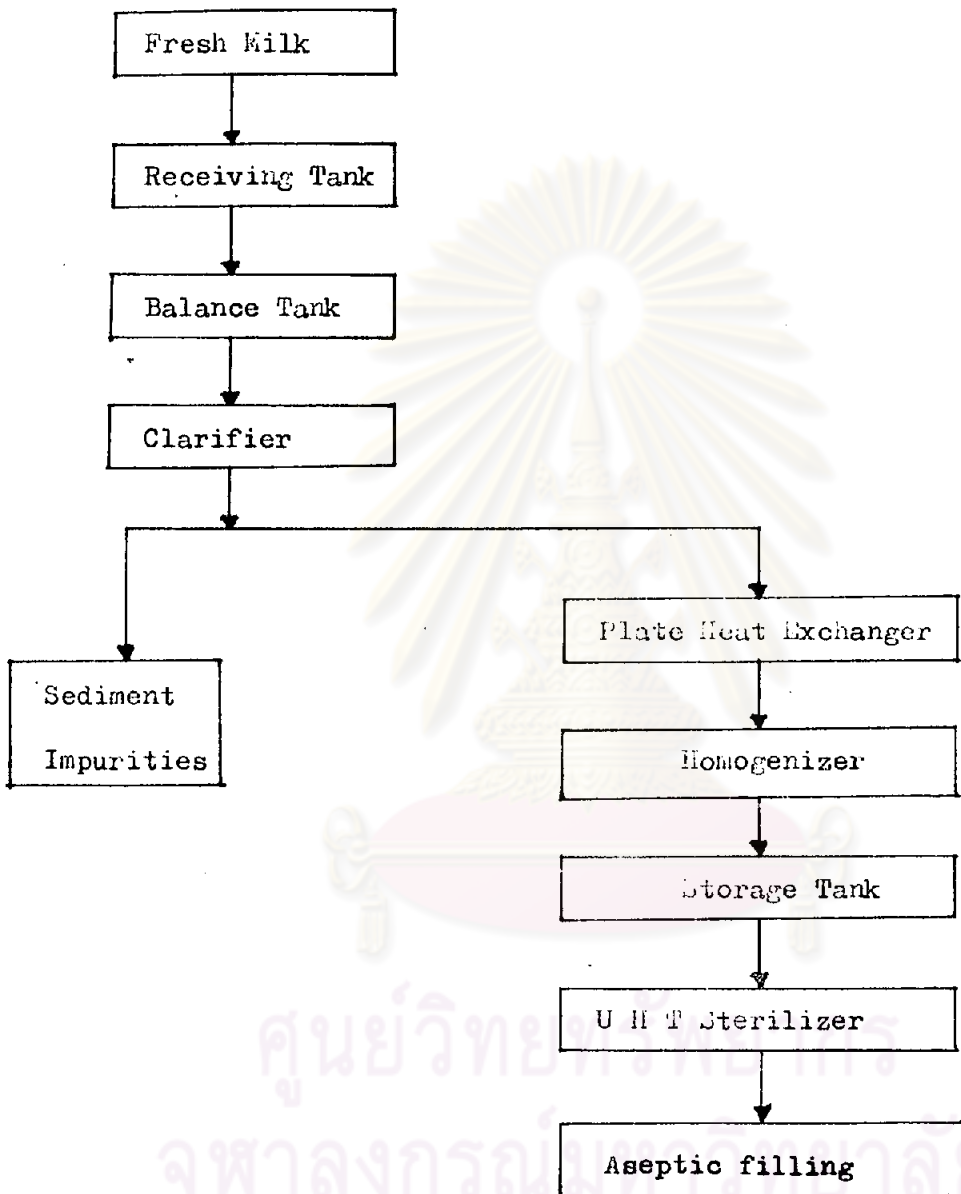 Fresh Milk
Receiving Tank
Balance Tank
Clarifier
Sediment
Impurities
Plate Heat Exchanger
Homogenizer
Storage Tank
U H T Sterilizer
Aseptic filling
ศูนย์วิทยทรัพยากร
จุฬาลงกรณ์มหาวิทยาลัย